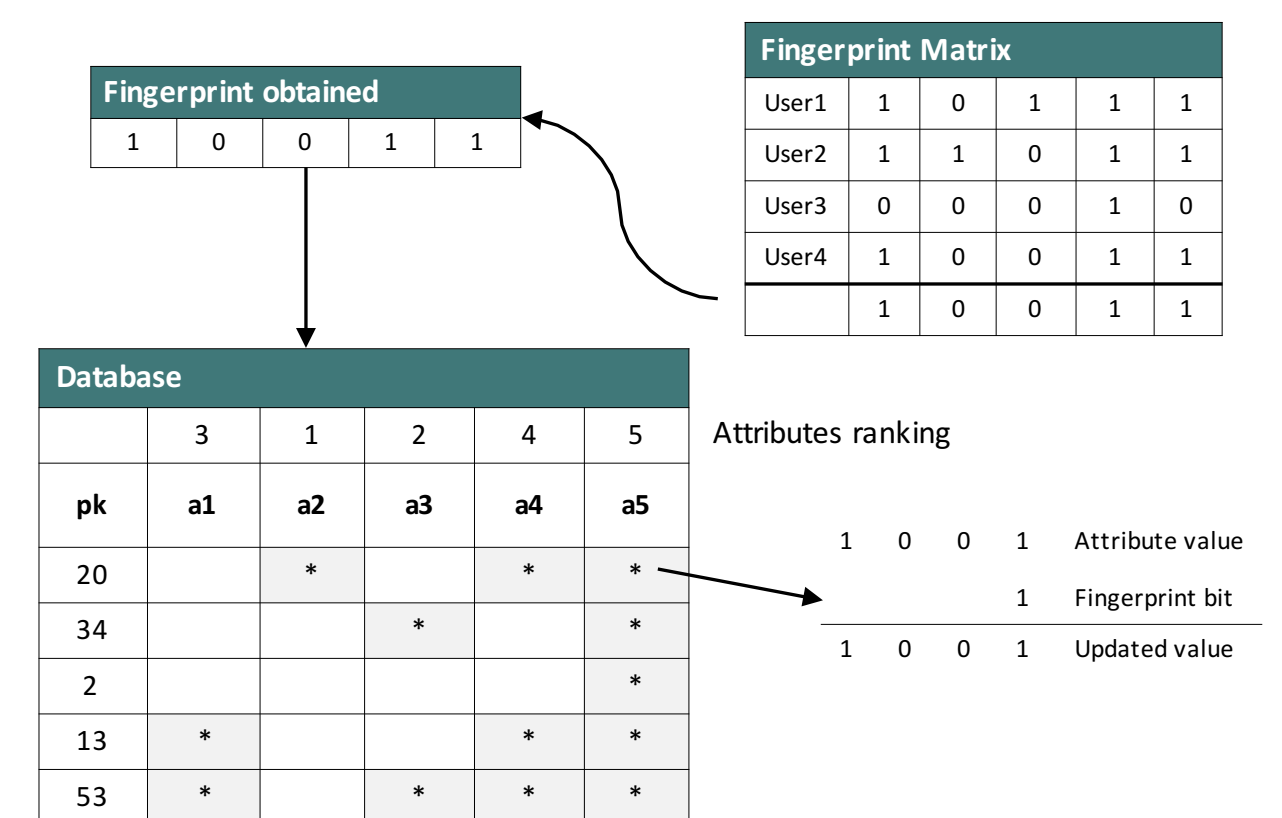 Fingerprint obtained
1 0 0 1 1
Fingerprint Matrix
User1 1 0 1 1 1
User2 1 1 0 1 1
User3 0 0 0 1 0
User4 1 0 0 1 1
1 0 0 1 1
Database
3 1 2 4 5 Attributes ranking
pk a1 a2 a3 a4 a5
20 * * *
34 * *
2 *
13 * * *
53 * * * *
1 0 0 1 Attribute value
1 Fingerprint bit
1 0 0 1 Updated value